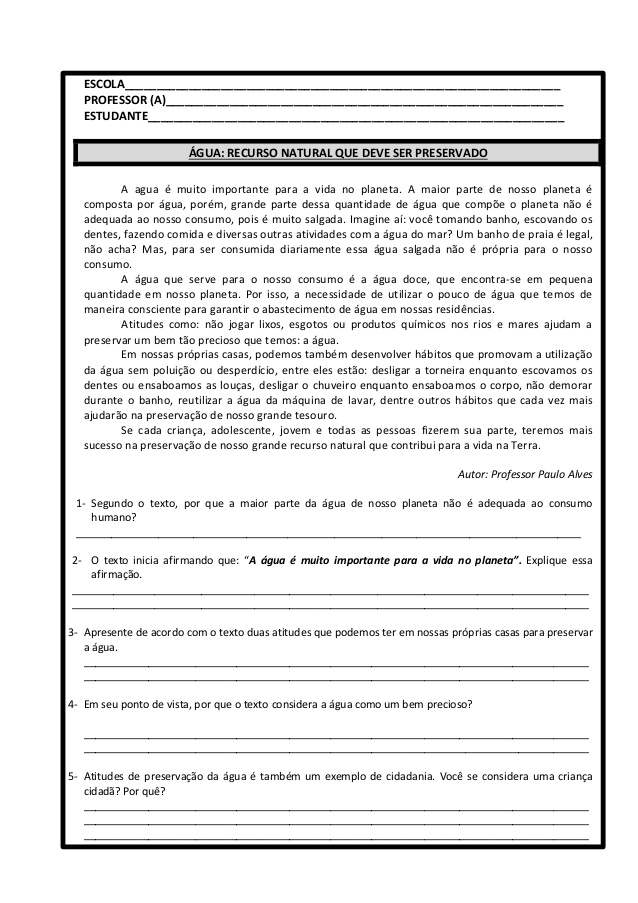 ESCOLA______________________________________________________________________
PROFESSOR (A)________________________________________________________________
ESTUDANTE___________________________________________________________________
ÁGUA: RECURSO NATURAL QUE DEVE SER PRESERVADO
A agua é muito importante para a vida no planeta. A maior parte de nosso planeta é
composta por água, porém, grande parte dessa quantidade de água que compõe o planeta não é
adequada ao nosso consumo, pois é muito salgada. Imagine aí: você tomando banho, escovando os
dentes, fazendo comida e diversas outras atividades com a água do mar? Um banho de praia é legal,
não acha? Mas, para ser consumida diariamente essa água salgada não é própria para o nosso
consumo.
A água que serve para o nosso consumo é a água doce, que encontra-se em pequena
quantidade em nosso planeta. Por isso, a necessidade de utilizar o pouco de água que temos de
maneira consciente para garantir o abastecimento de água em nossas residências.
Atitudes como: não jogar lixos, esgotos ou produtos químicos nos rios e mares ajudam a
preservar um bem tão precioso que temos: a água.
Em nossas próprias casas, podemos também desenvolver hábitos que promovam a utilização
da água sem poluição ou desperdício, entre eles estão: desligar a torneira enquanto escovamos os
dentes ou ensaboamos as louças, desligar o chuveiro enquanto ensaboamos o corpo, não demorar
durante o banho, reutilizar a água da máquina de lavar, dentre outros hábitos que cada vez mais
ajudarão na preservação de nosso grande tesouro.
Se cada criança, adolescente, jovem e todas as pessoas fizerem sua parte, teremos mais
sucesso na preservação de nosso grande recurso natural que contribui para a vida na Terra.
Autor: Professor Paulo Alves
1- Segundo o texto, por que a maior parte da água de nosso planeta não é adequada ao consumo
humano?
2- O texto inicia afirmando que: “A água é muito importante para a vida no planeta”. Explique essa
afirmação.
3- Apresente de acordo com o texto duas atitudes que podemos ter em nossas próprias casas para preservar
a água.
4- Em seu ponto de vista, por que o texto considera a água como um bem precioso?
5- Atitudes de preservação da água é também um exemplo de cidadania. Você se considera uma criança
cidadã? Por quê?